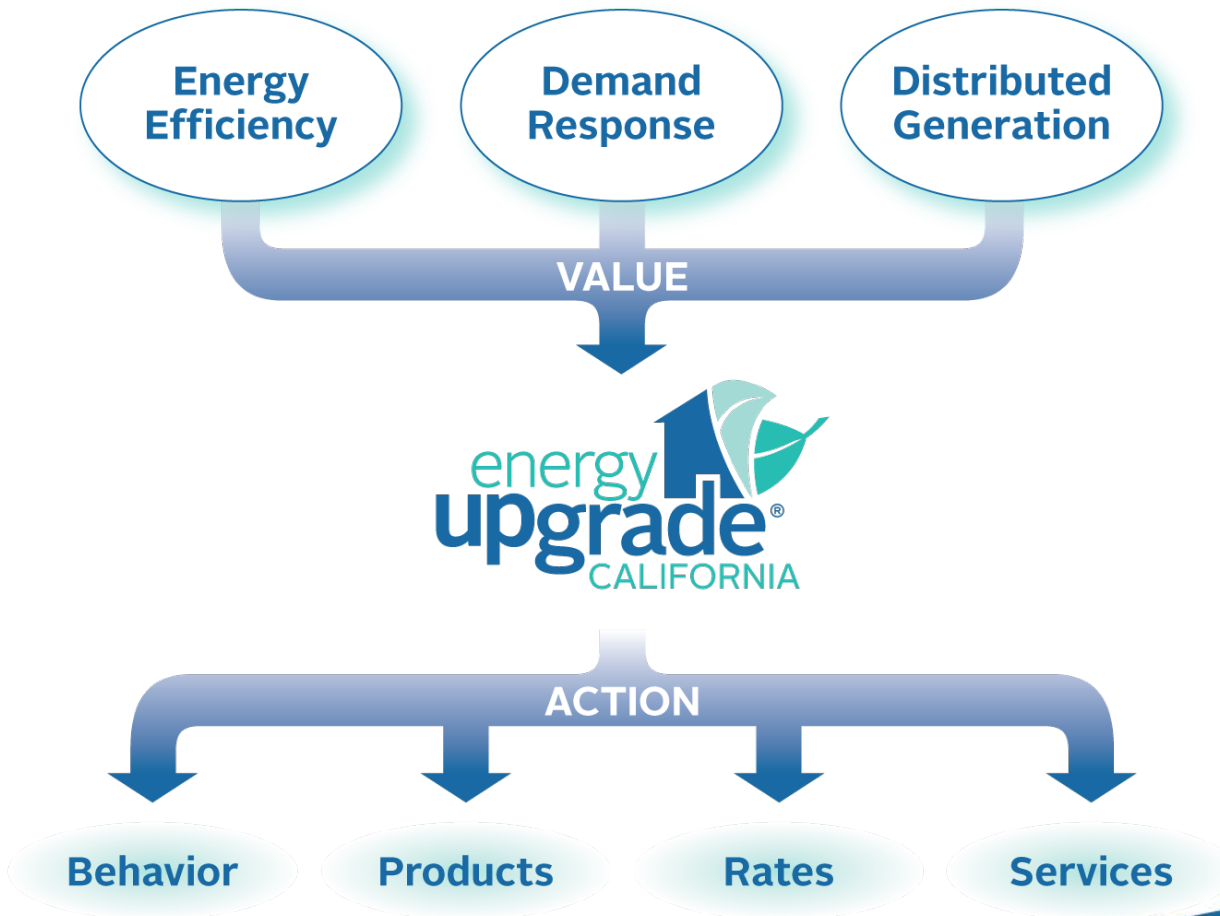 Energy
Efficiency
Demand
Response
Distributed
Generation
VALUE
energy
upgrade®
CALIFORNIA
ACTION
Behavior
Products
Rates
Services